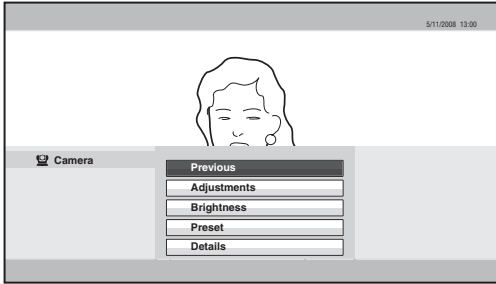 5/11/2008 13:00
Camera
Previous
Adjustments
Brightness
Preset
Details